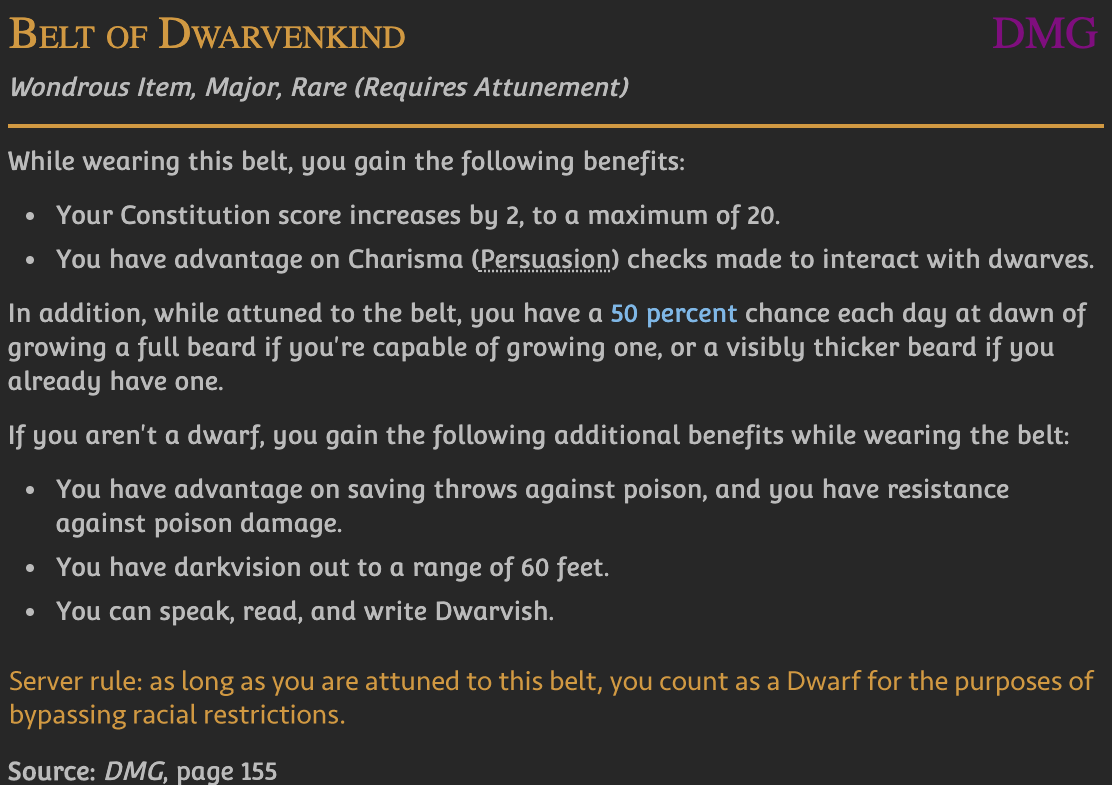 Belt of Dwarvenkind DMG
Wondrous Item, Major, Rare (Requires Attunement)
While wearing this belt, you gain the following benefits:
• Your Constitution score increases by 2, to a maximum of 20.
• You have advantage on Charisma (Persuasion) checks made to interact with dwarves.
In addition, while attuned to the belt, you have a 50 percent chance each day at dawn of
growing a full beard if you're capable of growing one, or a visibly thicker beard if you
already have one.
If you aren't a dwarf, you gain the following additional benefits while wearing the belt:
• You have advantage on saving throws against poison, and you have resistance
against poison damage.
• You have darkvision out to a range of 60 feet.
• You can speak, read, and write Dwarvish.
Server rule: as long as you are attuned to this belt, you count as a Dwarf for the purposes of
bypassing racial restrictions.
Source: DMG, page 155